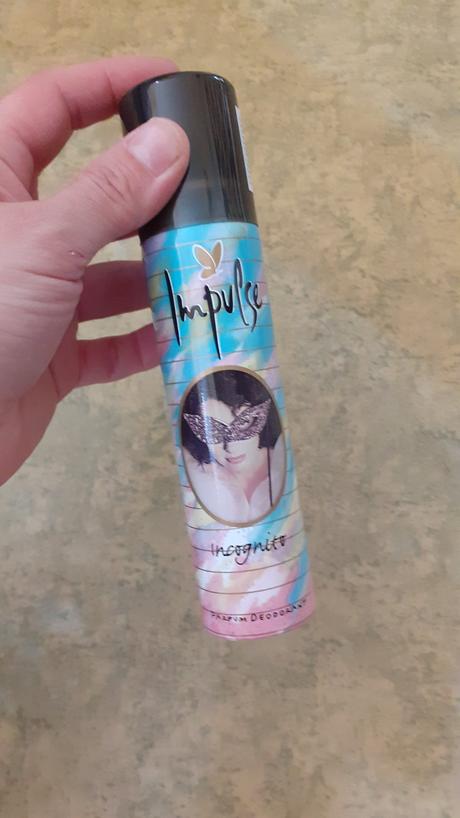 Impulse
Incognito
PARFUM DEODORANT